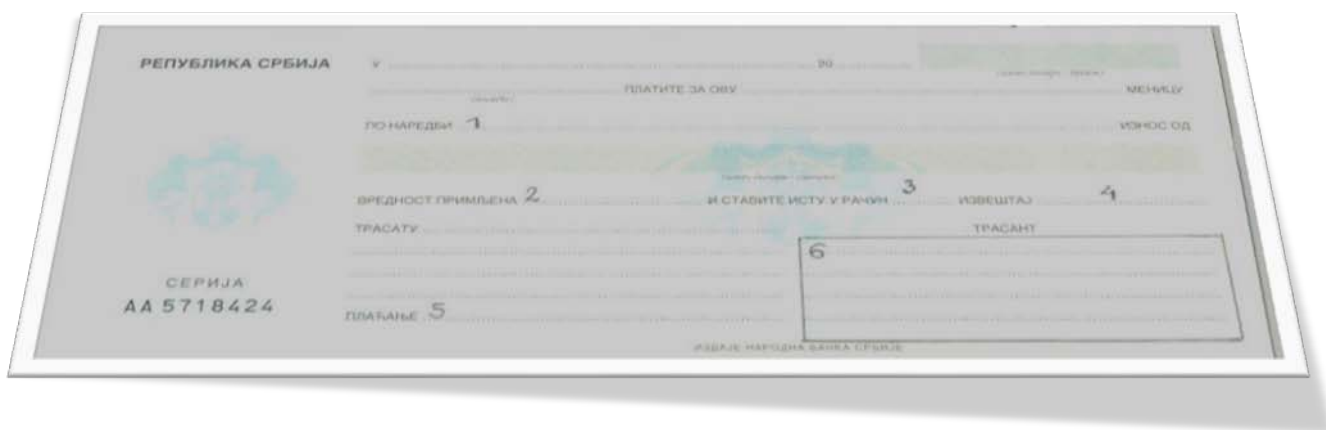 РЕПУБЛИКА СРБИЈА
У 20
ПЛАТИТЕ ЗА ОВУ МЕНИЦУ
ПО НАРЕДБИ 1 ИЗНОС ОД
ВРЕДНОСТ ПРИМЉЕНА 2 И СТАВИТЕ ИСТУ У РАЧУН 3 ИЗВЕШТАЈ 4
ТРАСАТУ ТРАСАНТ
6
СЕРИЈА
АА 5718424
ПЛАЋАЊЕ 5
ИЗДАЈЕ НАРОДНА БАНКА СРБИЈЕ